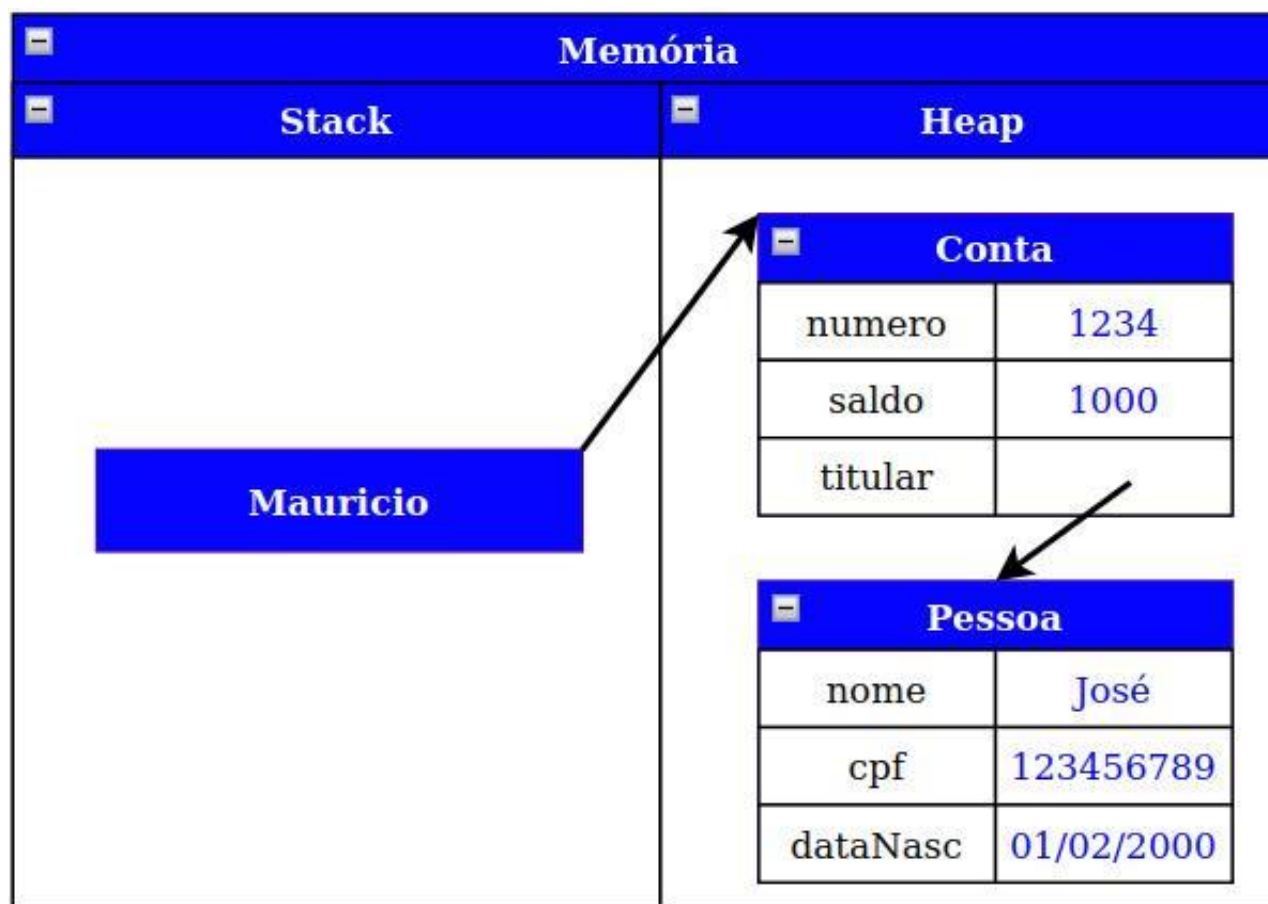 Memória
Stack
Heap
Mauricio
Conta
numero 1234
saldo 1000
titular
Pessoa
nome José
cpf 123456789
dataNasc 01/02/2000